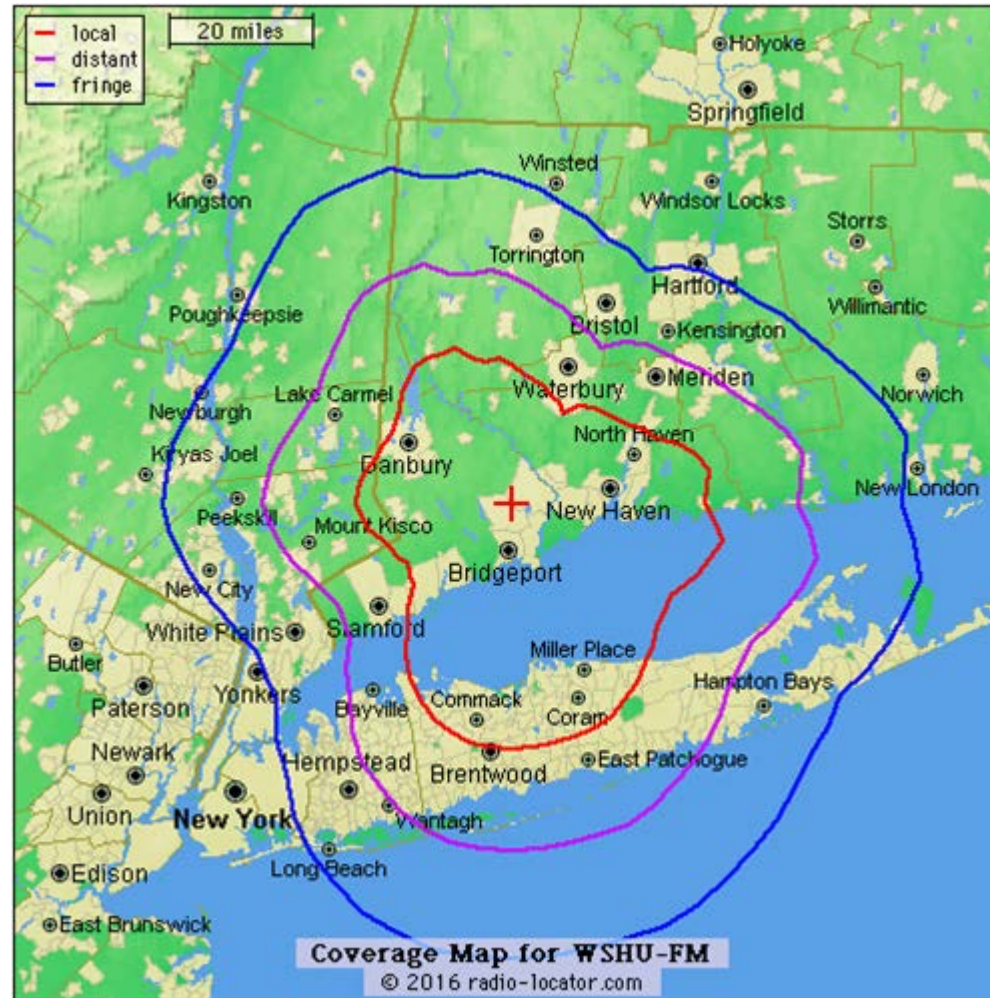 local
distant
fringe
20 miles
Holyoke
Springfield
Winsted
Kingston
Windsor Locks
Storrs
Torrington
Hartford
Willimantic
Poughkeepsie
Bristol
Kensington
Waterbury
Meriden
Norwich
Newburgh
Lake Carmel
North Haven
Danbury
Kiryas Joel
New London
Peekskill
New Haven
Mount Kisco
Bridgeport
New City
Stamford
White Plains
Butler
Miller Place
Yonkers
Paterson
Bayville
Commack
Coram
Hampton Bays
Newark
Hempstead
Brentwood
East Patchogue
Union
New York
Wantagh
Long Beach
Edison
East Brunswick
Coverage Map for WSHU-FM
© 2016 radio-locator.com